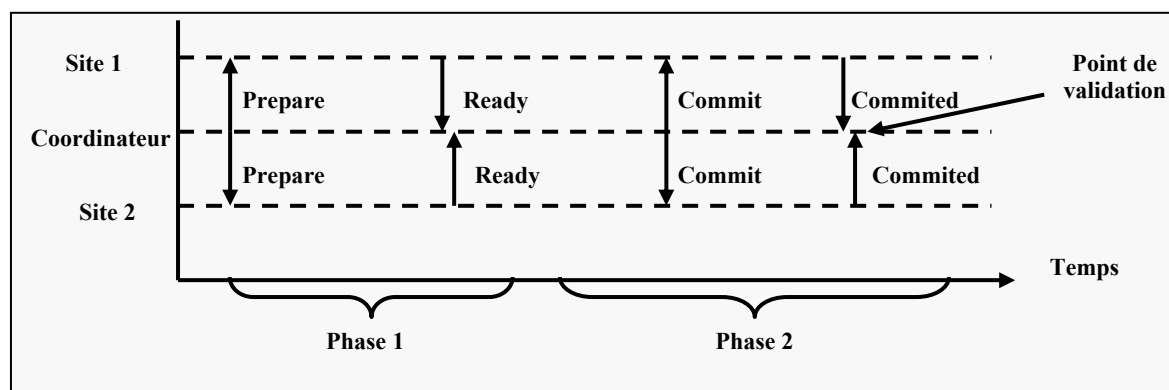 Site 1
Point de
validation
Prepare
Ready
Commit
Commited
Coordinateur
Prepare
Ready
Commit
Commited
Site 2
Temps
Phase 1
Phase 2